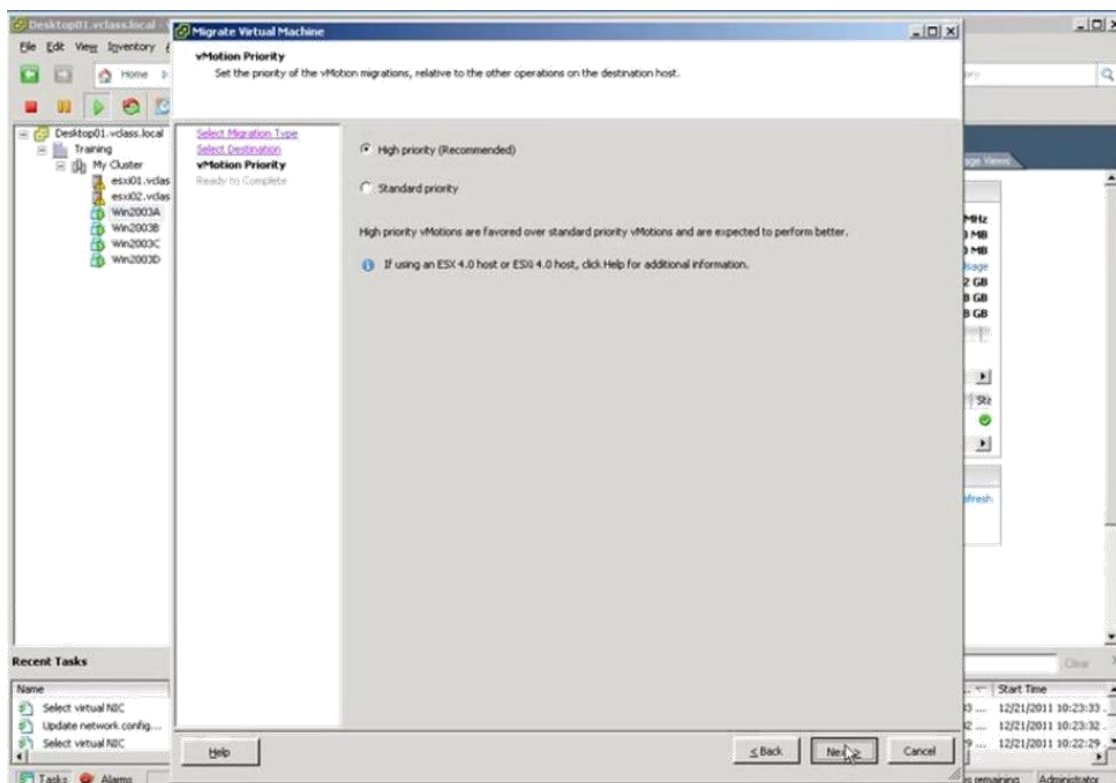 Desktop01.vclass.local -
File Edit View Inventory
Home
Desktop01.vclass.local
Training
My Cluster
esxi01.vclas
esxi02.vclas
Win2003A
Win2003B
Win2003C
Win2003D
Migrate Virtual Machine
vMotion Priority
Set the priority of the vMotion migrations, relative to the other operations on the destination host.
Select Migration Type
Select Destination
vMotion Priority
Ready to Complete
High priority (Recommended)
Standard priority
High priority vMotions are favored over standard priority vMotions and are expected to perform better.
If using an ESX 4.0 host or ESXi 4.0 host, click Help for additional information.
Help
< Back
Next >
Cancel
age Views
MHz
MB
MB
GB
GB
GB
efresh
Recent Tasks
Clear
Name
Start Time
Select virtual NIC
12/21/2011 10:23:33
Update network config...
12/21/2011 10:23:32
Select virtual NIC
12/21/2011 10:22:29
Tasks Alarms
remaining Administrator